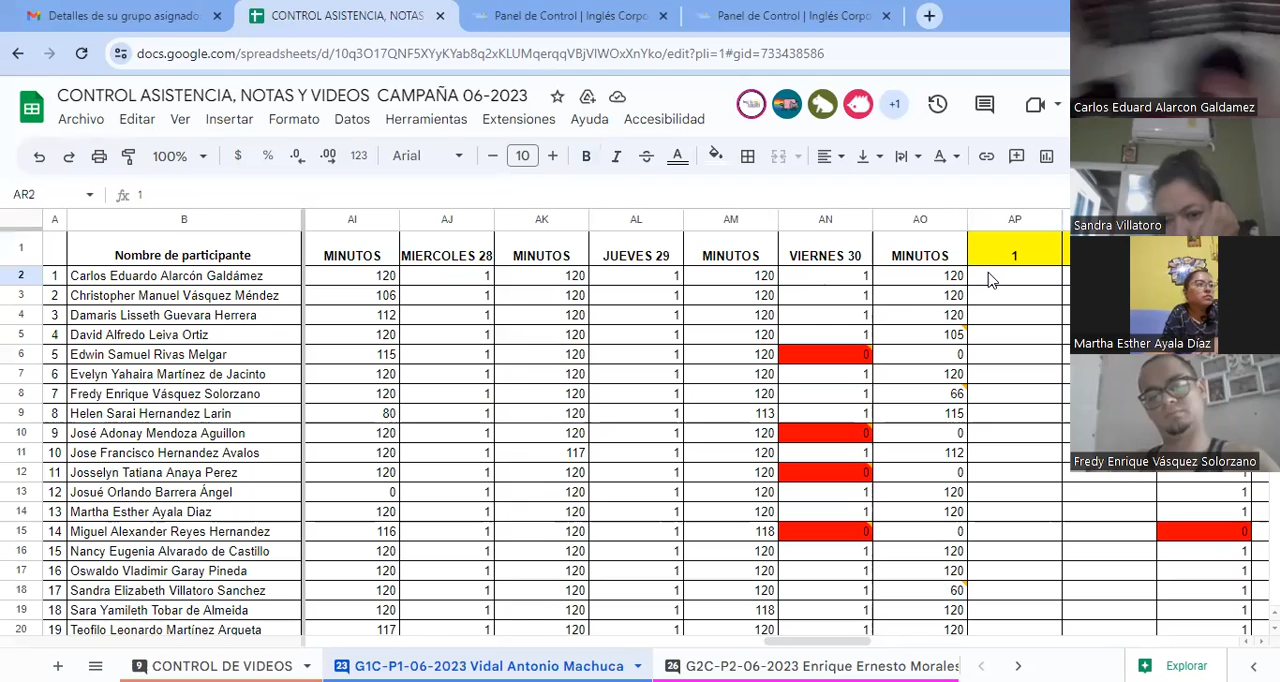 Detalles de su grupo asignado
CONTROL ASISTENCIA, NOTAS
Panel de Control | Inglés Corpo
Panel de Control | Inglés Corpo
docs.google.com/spreadsheets/d/
CONTROL ASISTENCIA, NOTAS Y VIDEOS CAMPAÑA 06-2023
+1
Archivo Editar Ver Insertar Formato Extensiones Ayuda Accesibilidad
100% $ % .0 .00 123 Arial 10 B I A
AR2 fx 1
A B AI AJ AK AL AM AN AO AP
1 Nombre de participante MINUTOS MIERCOLES 28 MINUTOS JUEVES 29 MINUTOS VIERNES 30 MINUTOS 1
2 1 Carlos Eduardo Alarcón Galdámez 120 1 120 1 120 1 120
3 2 Christopher Manuel Vásquez Méndez 106 1 120 1 120 1 120
4 3 Damaris Lisseth Guevara Herrera 112 1 120 1 120 1 120
5 4 David Alfredo Leiva Ortiz 120 1 120 1 120 1 105
6 5 Edwin Samuel Rivas Melgar 115 1 120 1 120 0 0
7 6 Evelyn Yahaira Martínez de Jacinto 120 1 120 1 120 1 120
8 7 Fredy Enrique Vásquez Solorzano 120 1 120 1 120 1 66
9 8 Helen Sarai Hernandez Larin 80 1 120 1 113 1 115
10 9 José Adonay Mendoza Aguillon 120 1 120 1 120 0 0
11 10 Jose Francisco Hernandez Avalos 120 1 117 1 120 1 112
12 11 Josselyn Tatiana Anaya Perez 120 1 120 1 120 0 0 1
13 12 Josué Orlando Barrera Ángel 0 1 120 1 120 1 120 1
14 13 Martha Esther Ayala Diaz 120 1 120 1 120 1 120 1
15 14 Miguel Alexander Reyes Hernandez 116 1 120 1 118 0 0 0
16 15 Nancy Eugenia Alvarado de Castillo 120 1 120 1 120 1 120 1
17 16 Oswaldo Vladimir Garay Pineda 120 1 120 1 120 1 120 1
18 17 Sandra Elizabeth Villatoro Sanchez 120 1 120 1 120 1 60 1
19 18 Sara Yamileth Tobar de Almeida 120 1 120 1 118 1 120 1
20 19 Teofilo Leonardo Martínez Argueta 117 1 120 1 120 1 120 1
9 CONTROL DE VIDEOS 23 G1C-P1-06-2023 Vidal Antonio Machuca 26 G2C-P2-06-2023 Enrique Ernesto Morales Explorar
Carlos Eduard Alarcon Galdamez
Sandra Villatoro
Martha Esther Ayala Díaz
Fredy Enrique Vásquez Solorzano